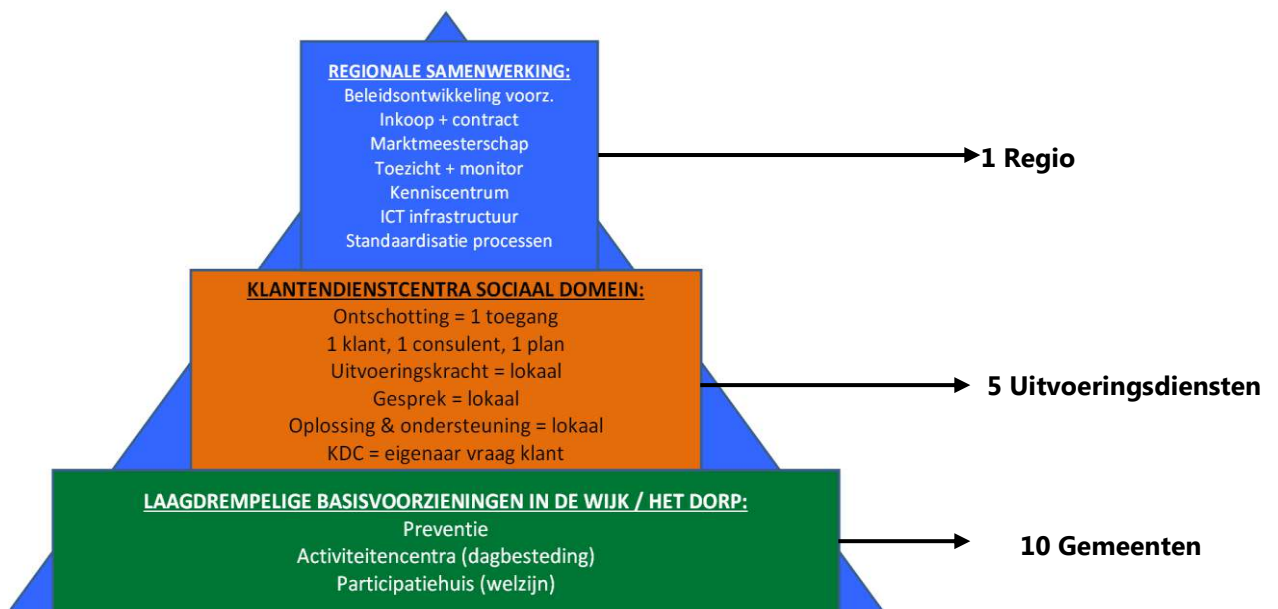 REGIONALE SAMENWERKING:
Beleidsontwikkeling voorz.
Inkoop + contract
Marktmeesterschap
Toezicht + monitor
Kenniscentrum
ICT infrastructuur
Standaardisatie processen
1 Regio
KLANTENDIENSTCENTRA SOCIAAL DOMEIN:
Ontschotting = 1 toegang
1 klant, 1 consulent, 1 plan
Uitvoeringskracht = lokaal
Gesprek = lokaal
Oplossing & ondersteuning = lokaal
KDC = eigenaar vraag klant
5 Uitvoeringsdiensten
LAAGDREMPELIGE BASISVOORZIENINGEN IN DE WIJK / HET DORP:
Preventie
Activiteitencentra (dagbesteding)
Participatiehuis (welzijn)
10 Gemeenten